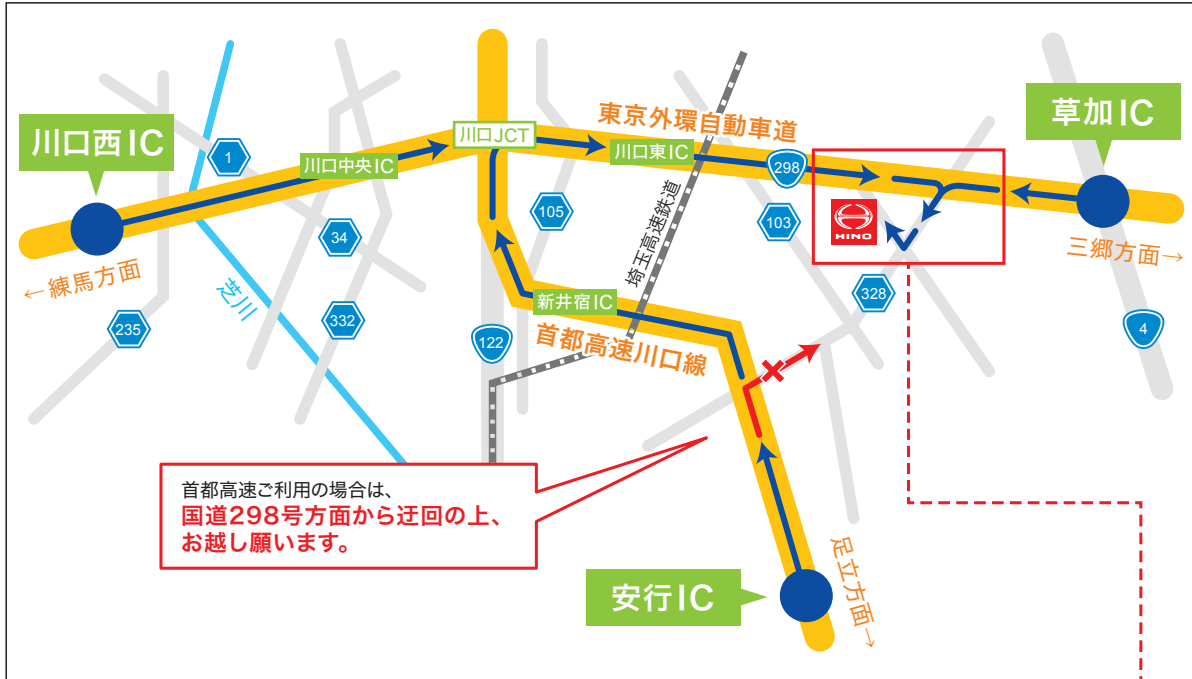 東京外環自動車道
草加IC
川口西IC
川口JCT
川口中央IC
川口東IC
1
298
105
103
34
HINO
埼玉高速鉄道
三郷方面→
←練馬方面
芝川
328
235
332
122
新井宿IC
4
首都高速川口線
首都高速ご利用の場合は、
国道298号方面から迂回の上、
お越し願います。
安行IC
足立方面→